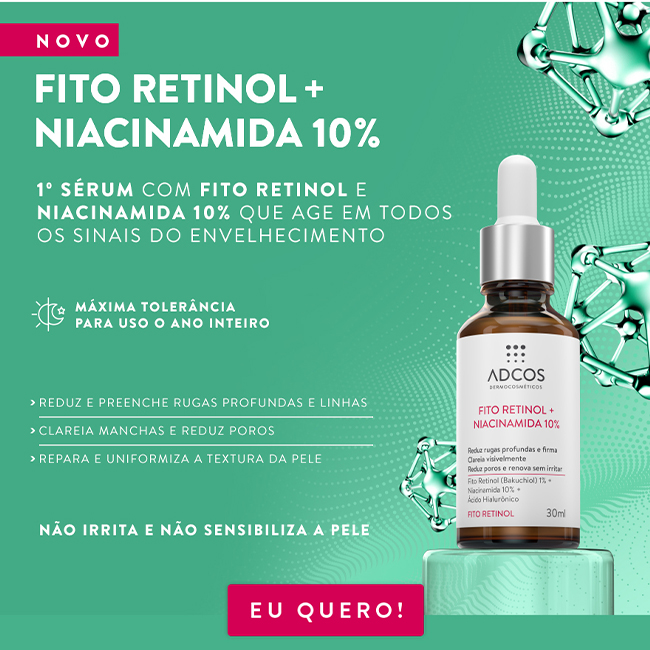 NOVO
FITO RETINOL +
NIACINAMIDA 10%
1º SÉRUM COM FITO RETINOL E
NIACINAMIDA 10% QUE AGE EM TODOS
OS SINAIS DO ENVELHECIMENTO
MÁXIMA TOLERÂNCIA
PARA USO O ANO INTEIRO
> REDUZ E PREENCHE RUGAS PROFUNDAS E LINHAS
> CLAREIA MANCHAS E REDUZ POROS
> REPARA E UNIFORMIZA A TEXTURA DA PELE
NÃO IRRITA E NÃO SENSIBILIZA A PELE
EU QUERO!
ADCOS
DERMOCOSMÉTICOS
FITO RETINOL +
NIACINAMIDA 10%
Reduz rugas profundas e firma
Clareia visivelmente
Reduz poros e renova sem irritar
Fito Retinol (Bakuchiol) 1% +
Niacinamida 10% +
Ácido Hialurônico
FITO RETINOL 30ml